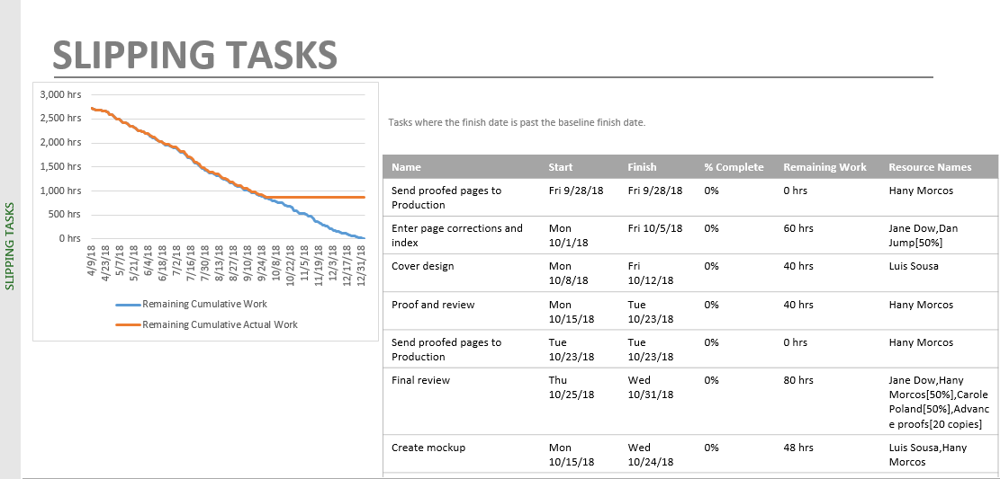 SLIPPING TASKS
SLIPPING TASKS
3,000 hrs
2,500 hrs
2,000 hrs
1,500 hrs
1,000 hrs
500 hrs
0 hrs
4/9/18
4/23/18
5/7/18
5/21/18
6/4/18
6/18/18
7/2/18
7/16/18
7/30/18
8/13/18
8/27/18
9/10/18
9/24/18
10/8/18
10/22/18
11/5/18
11/19/18
12/3/18
12/17/18
12/31/18
Remaining Cumulative Work
Remaining Cumulative Actual Work
Tasks where the finish date is past the baseline finish date.
Name Start Finish % Complete Remaining Work Resource Names
Send proofed pages to Fri 9/28/18 Fri 9/28/18 0% 0 hrs Hany Morcos
Production
Enter page corrections and Mon Fri 10/5/18 0% 60 hrs Jane Dow,Dan
index 10/1/18 Jump[50%]
Cover design Mon Fri 0% 40 hrs Luis Sousa
10/8/18 10/12/18
Proof and review Mon Tue 0% 40 hrs Hany Morcos
10/15/18 10/23/18
Send proofed pages to Tue Tue 0% 0 hrs Hany Morcos
Production 10/23/18 10/23/18
Final review Thu Wed 0% 80 hrs Jane Dow,Hany
10/25/18 10/31/18 Morcos[50%],Carole
Poland[50%],Advanc
e proofs[20 copies]
Create mockup Mon Wed 0% 48 hrs Luis Sousa,Hany
10/15/18 10/24/18 Morcos